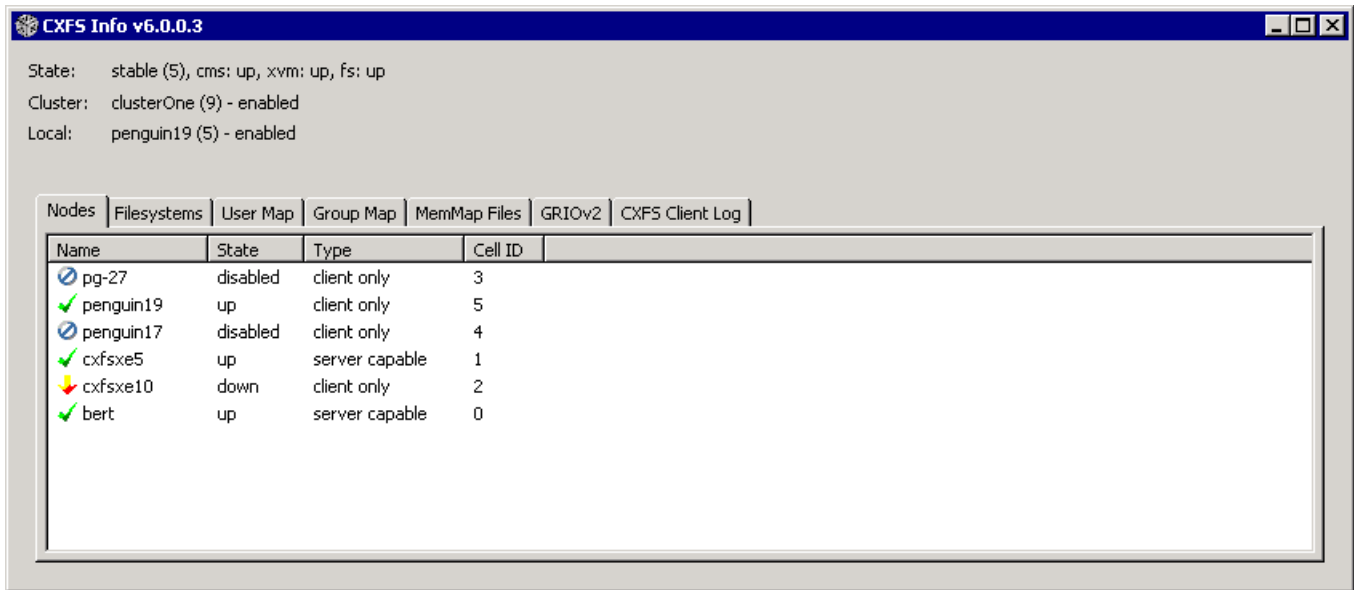 CXFS Info v6.0.0.3
State: stable (5), cms: up, xvm: up, fs: up
Cluster: clusterOne (9) - enabled
Local: penguin19 (5) - enabled
Nodes Filesystems User Map Group Map MemMap Files GRIOv2 CXFS Client Log
Name State Type Cell ID
pg-27 disabled client only 3
penguin19 up client only 5
penguin17 disabled client only 4
cxfsxe5 up server capable 1
cxfsxe10 down client only 2
bert up server capable 0